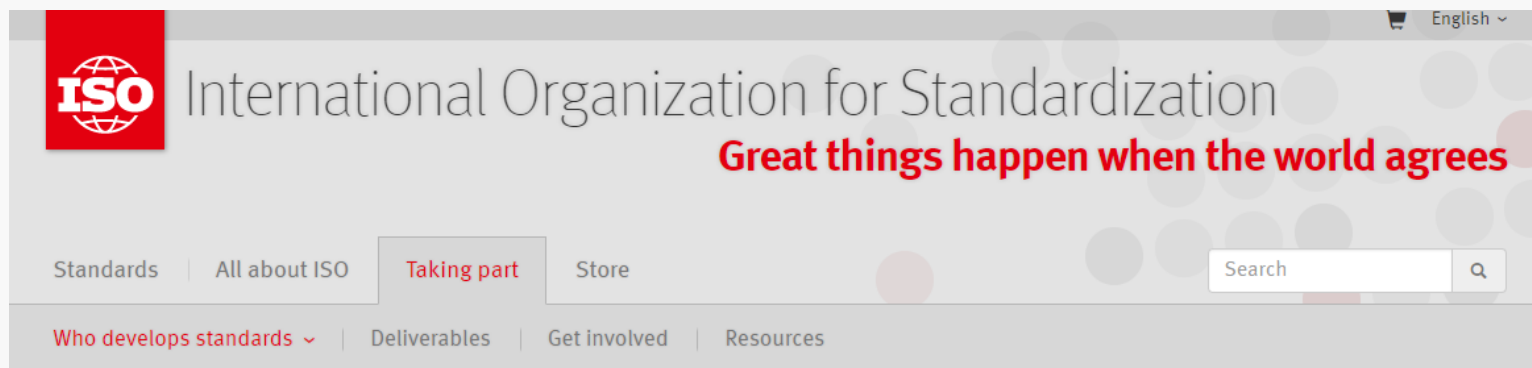 English
ISO
International Organization for Standardization
Great things happen when the world agrees
Standards
All about ISO
Taking part
Store
Search
Who develops standards
Deliverables
Get involved
Resources